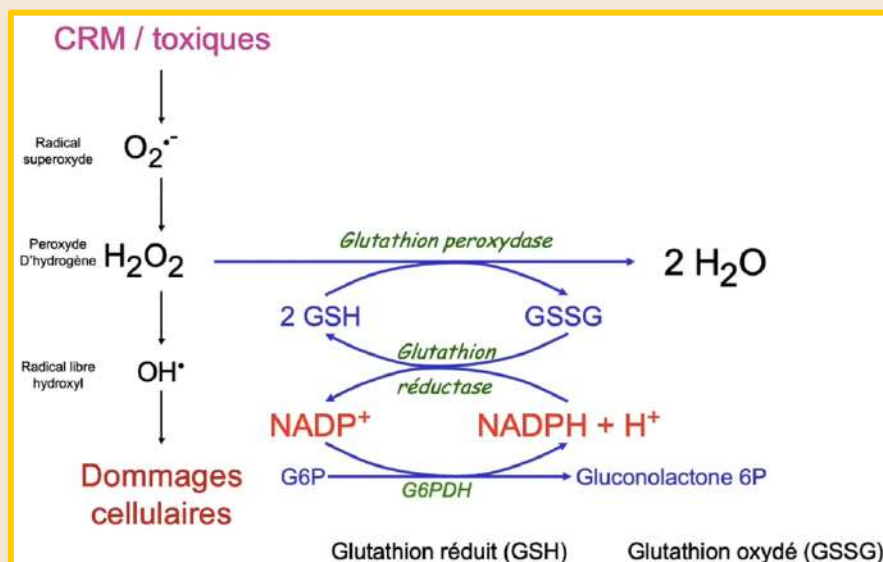 CRM / toxiques
Radical
superoxyde
O₂•⁻
Peroxyde
D'hydrogène
H₂O₂
Glutathion peroxydase
2 H₂O
2 GSH
GSSG
Glutathion
réductase
Radical libre
hydroxyl
OH•
NADP⁺
NADPH + H⁺
Dommages
cellulaires
G6P
G6PDH
Gluconolactone 6P
Glutathion réduit (GSH)
Glutathion oxydé (GSSG)